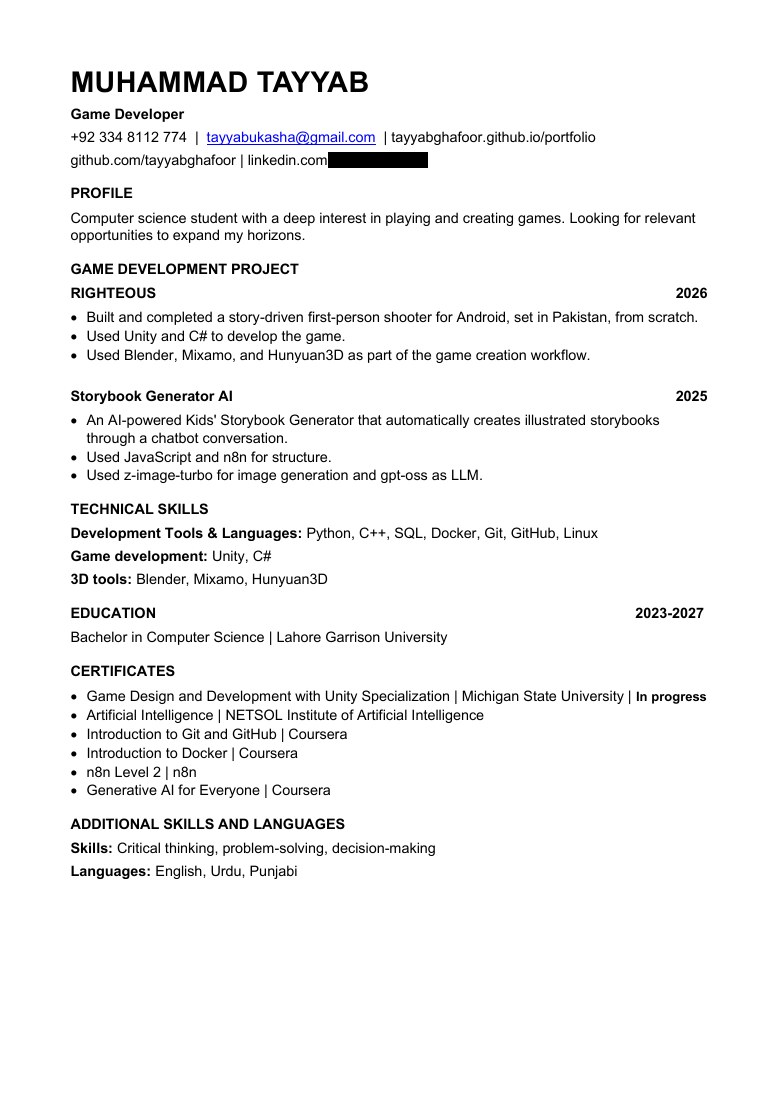 MUHAMMAD TAYYAB
Game Developer
+92 334 8112 774 | tayyabukasha@gmail.com | tayyabghafoor.github.io/portfolio
github.com/tayyabghafoor | linkedin.com
PROFILE
Computer science student with a deep interest in playing and creating games. Looking for relevant
opportunities to expand my horizons.
GAME DEVELOPMENT PROJECT
RIGHTEOUS 2026
• Built and completed a story-driven first-person shooter for Android, set in Pakistan, from scratch.
• Used Unity and C# to develop the game.
• Used Blender, Mixamo, and Hunyuan3D as part of the game creation workflow.
Storybook Generator AI 2025
• An AI-powered Kids' Storybook Generator that automatically creates illustrated storybooks
through a chatbot conversation.
• Used JavaScript and n8n for structure.
• Used z-image-turbo for image generation and gpt-oss as LLM.
TECHNICAL SKILLS
Development Tools & Languages: Python, C++, SQL, Docker, Git, GitHub, Linux
Game development: Unity, C#
3D tools: Blender, Mixamo, Hunyuan3D
EDUCATION 2023-2027
Bachelor in Computer Science | Lahore Garrison University
CERTIFICATES
• Game Design and Development with Unity Specialization | Michigan State University | In progress
• Artificial Intelligence | NETSOL Institute of Artificial Intelligence
• Introduction to Git and GitHub | Coursera
• Introduction to Docker | Coursera
• n8n Level 2 | n8n
• Generative AI for Everyone | Coursera
ADDITIONAL SKILLS AND LANGUAGES
Skills: Critical thinking, problem-solving, decision-making
Languages: English, Urdu, Punjabi